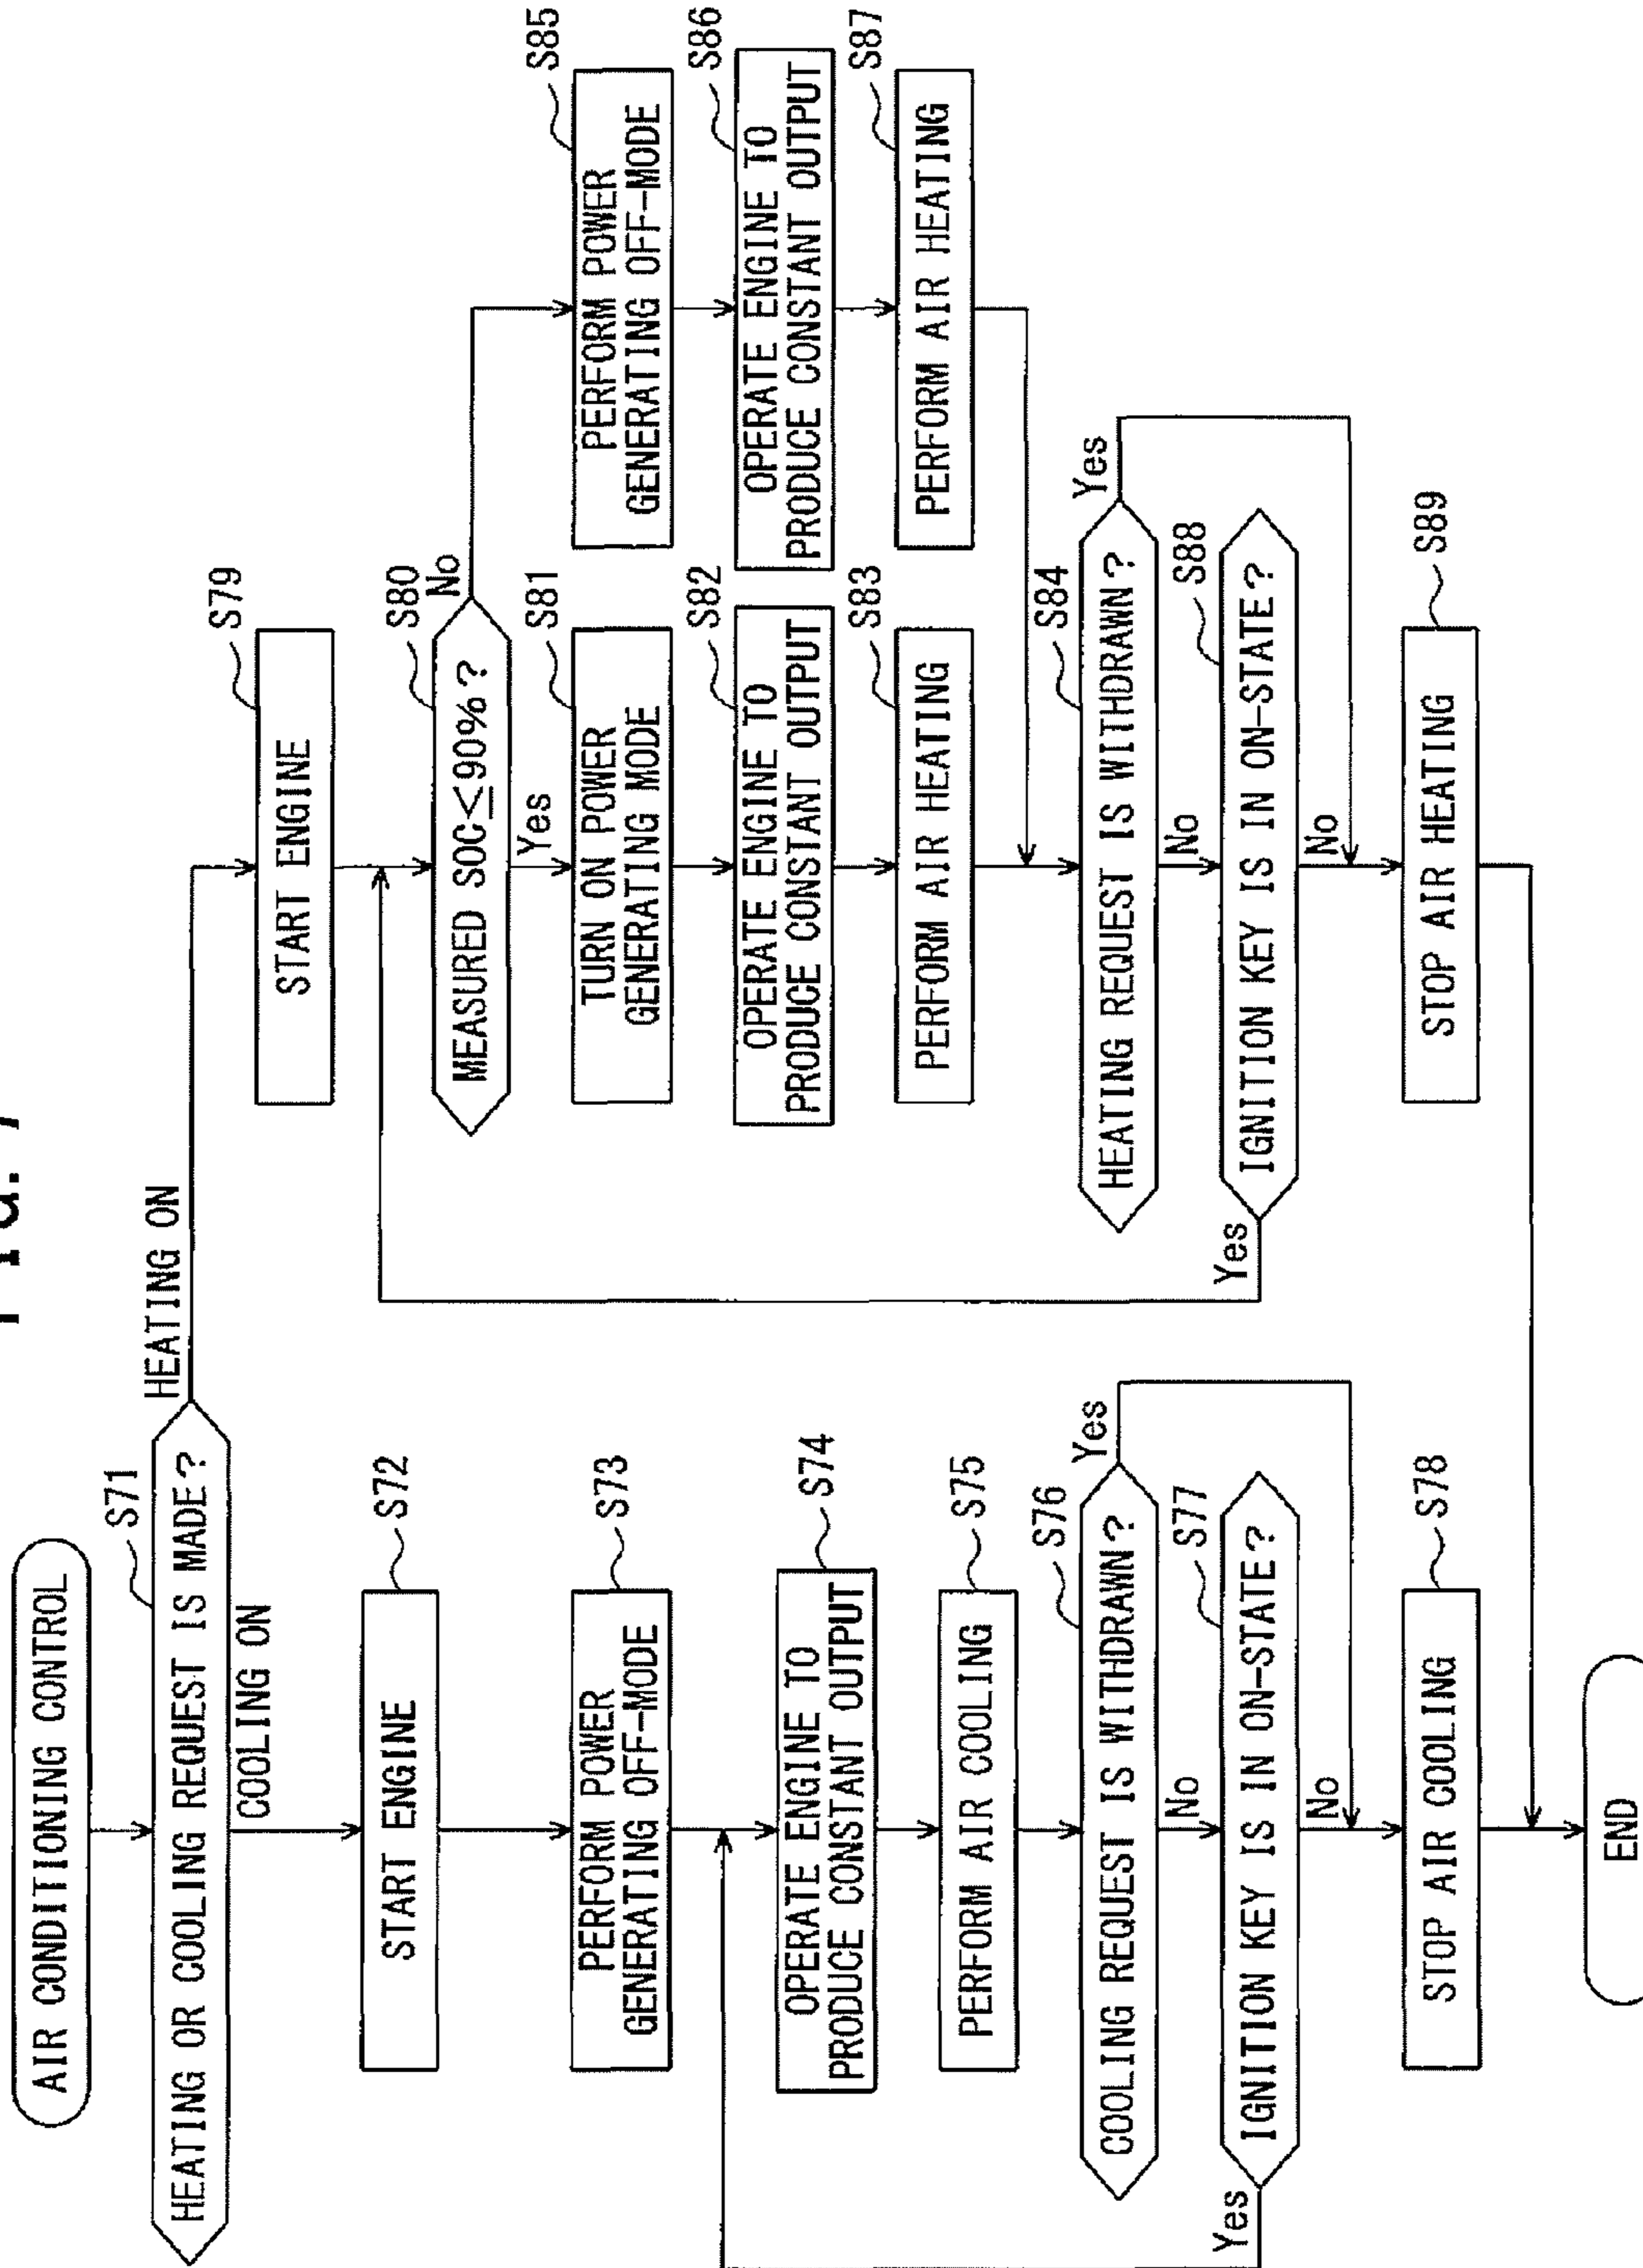 FIG. 7
AIR CONDITIONING CONTROL
S71
HEATING OR COOLING REQUEST IS MADE?
HEATING ON
COOLING ON
S72
START ENGINE
S73
PERFORM POWER
GENERATING OFF-MODE
S74
OPERATE ENGINE TO
PRODUCE CONSTANT OUTPUT
S75
PERFORM AIR COOLING
S76
COOLING REQUEST IS WITHDRAWN?
Yes
No
S77
IGNITION KEY IS IN ON-STATE?
Yes
No
S78
STOP AIR COOLING
END
S79
START ENGINE
S80
MEASURED SOC≤90%?
No
Yes
S81
TURN ON POWER
GENERATING MODE
S82
OPERATE ENGINE TO
PRODUCE CONSTANT OUTPUT
S83
PERFORM AIR HEATING
S84
HEATING REQUEST IS WITHDRAWN?
Yes
No
S88
IGNITION KEY IS IN ON-STATE?
Yes
No
S89
STOP AIR HEATING
S85
PERFORM POWER
GENERATING OFF-MODE
S86
OPERATE ENGINE TO
PRODUCE CONSTANT OUTPUT
S87
PERFORM AIR HEATING